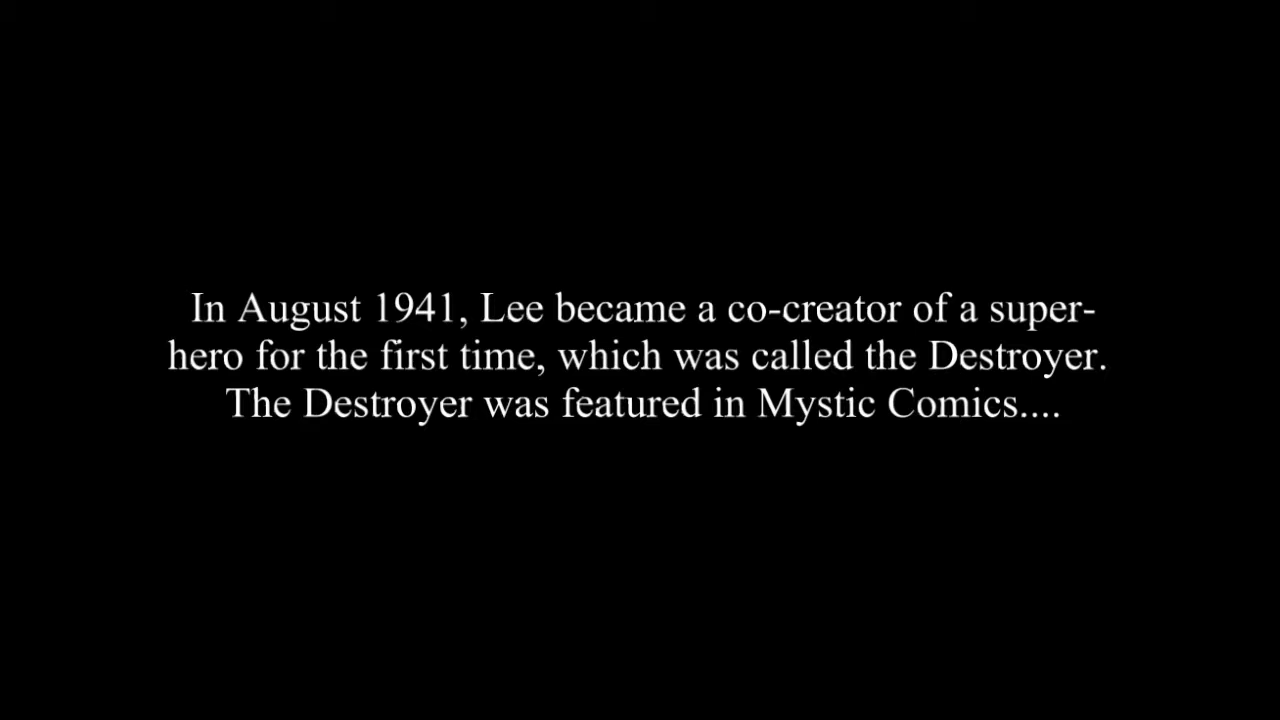 In August 1941, Lee became a co-creator of a super-
hero for the first time, which was called the Destroyer.
The Destroyer was featured in Mystic Comics....